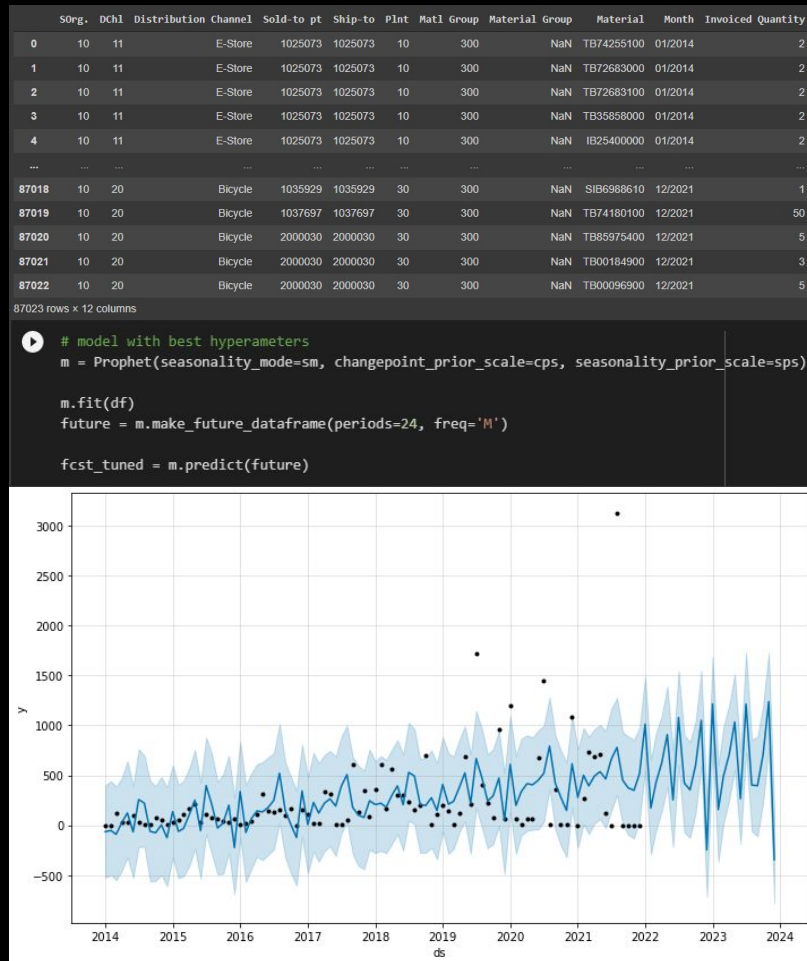 SOrg. DChl Distribution Channel Sold-to pt Ship-to Plnt Matl Group Material Group Material Month Invoiced Quantity
0 10 11 E-Store 1025073 1025073 10 300 NaN TB74255100 01/2014 2
1 10 11 E-Store 1025073 1025073 10 300 NaN TB72683000 01/2014 2
2 10 11 E-Store 1025073 1025073 10 300 NaN TB72683100 01/2014 2
3 10 11 E-Store 1025073 1025073 10 300 NaN TB35858000 01/2014 2
4 10 11 E-Store 1025073 1025073 10 300 NaN IB25400000 01/2014 2
... ... ... ... ... ... ... ... ... ... ... ...
87018 10 20 Bicycle 1035929 1035929 30 300 NaN SIB6988610 12/2021 1
87019 10 20 Bicycle 1037697 1037697 30 300 NaN TB74180100 12/2021 50
87020 10 20 Bicycle 2000030 2000030 30 300 NaN TB85975400 12/2021 5
87021 10 20 Bicycle 2000030 2000030 30 300 NaN TB00184900 12/2021 3
87022 10 20 Bicycle 2000030 2000030 30 300 NaN TB00096900 12/2021 5
87023 rows × 12 columns
# model with best hyperameters
m = Prophet(seasonality_mode=sm, changepoint_prior_scale=cps, seasonality_prior_scale=sps)
m.fit(df)
future = m.make_future_dataframe(periods=24, freq='M')
fcst_tuned = m.predict(future)
3000
2500
2000
1500
y
1000
500
0
−500
2014 2015 2016 2017 2018 2019 2020 2021 2022 2023 2024
ds